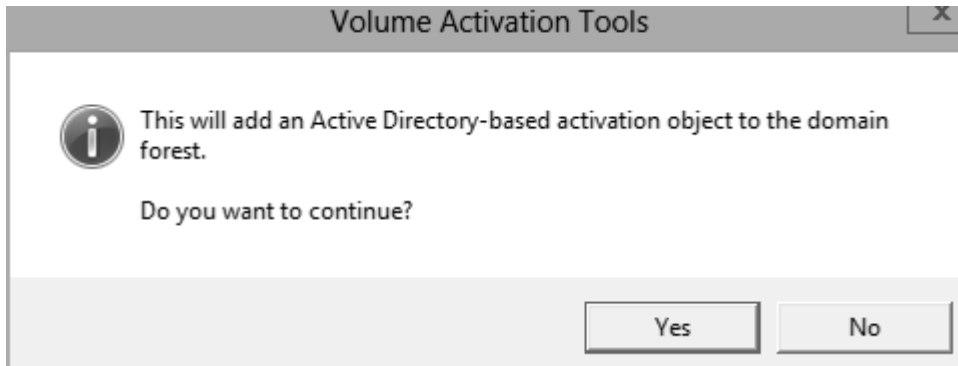 Volume Activation Tools
x
This will add an Active Directory-based activation object to the domain
forest.
Do you want to continue?
Yes No